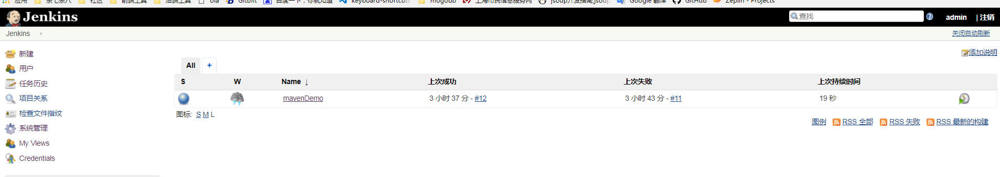 应用 杂七杂八 社区 前端工具 后端工具 ola Gitblit 百度一下，你就知道 keyboard-shortcuts mogodb 上海市民信息服务网 jsoup开发指南,jsoup Google 翻译 GitHub Zeplin - Projects
Jenkins 查找 admin | 注销
Jenkins 关闭自动刷新
添加说明
新建
用户
任务历史
项目关系
检查文件指纹
系统管理
My Views
Credentials
All +
S W Name ↓ 上次成功 上次失败 上次持续时间
mavenDemo 3 小时 37 分 - #12 3 小时 43 分 - #11 19 秒
图标: S M L
图例 RSS 全部 RSS 失败 RSS 最新的构建